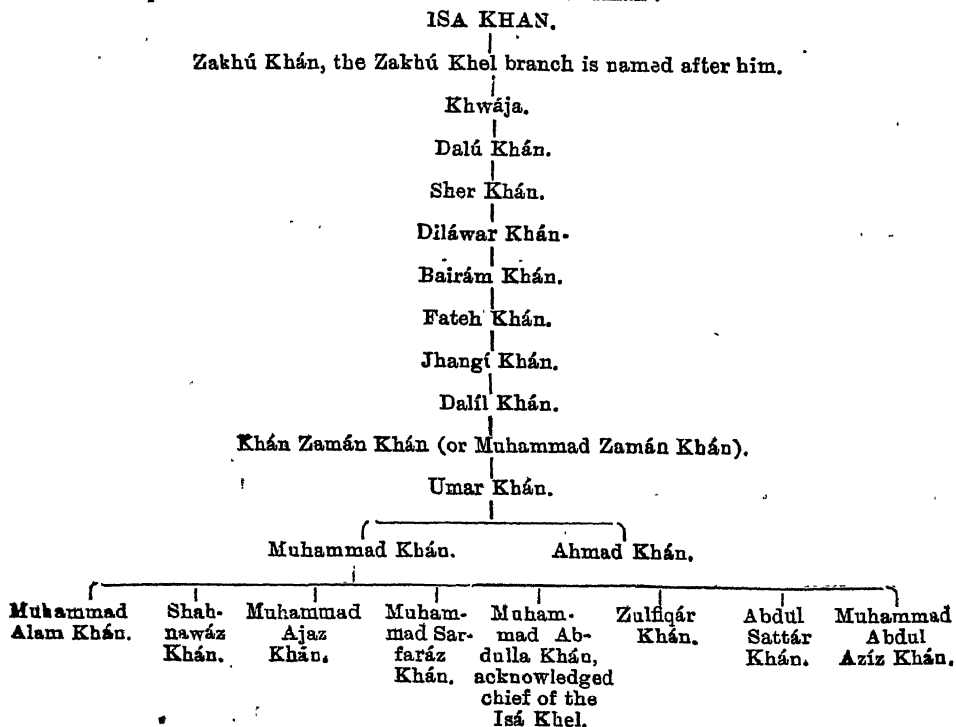 ISA KHAN.
Zakhú Khán, the Zakhú Khel branch is named after him.
Khwája.
Dalú Khán.
Sher Khán.
Diláwar Khán.
Bairám Khán.
Fateh Khán.
Jhangí Khán.
Dalíl Khán.
Khán Zamán Khán (or Muhammad Zamán Khán).
Umar Khán.
Muhammad Khán. Ahmad Khán.
Muhammad
Alam Khán.
Shah-
nawáz
Khán.
Muhammad
Ajaz
Khán.
Muham-
mad Sar-
faráz
Khán.
Muham-
mad Ab-
dulla Khán,
acknowledged
chief of the
Isá Khel.
Zulfiqár
Khán.
Abdul
Sattár
Khán.
Muhammad
Abdul
Azíz Khán.